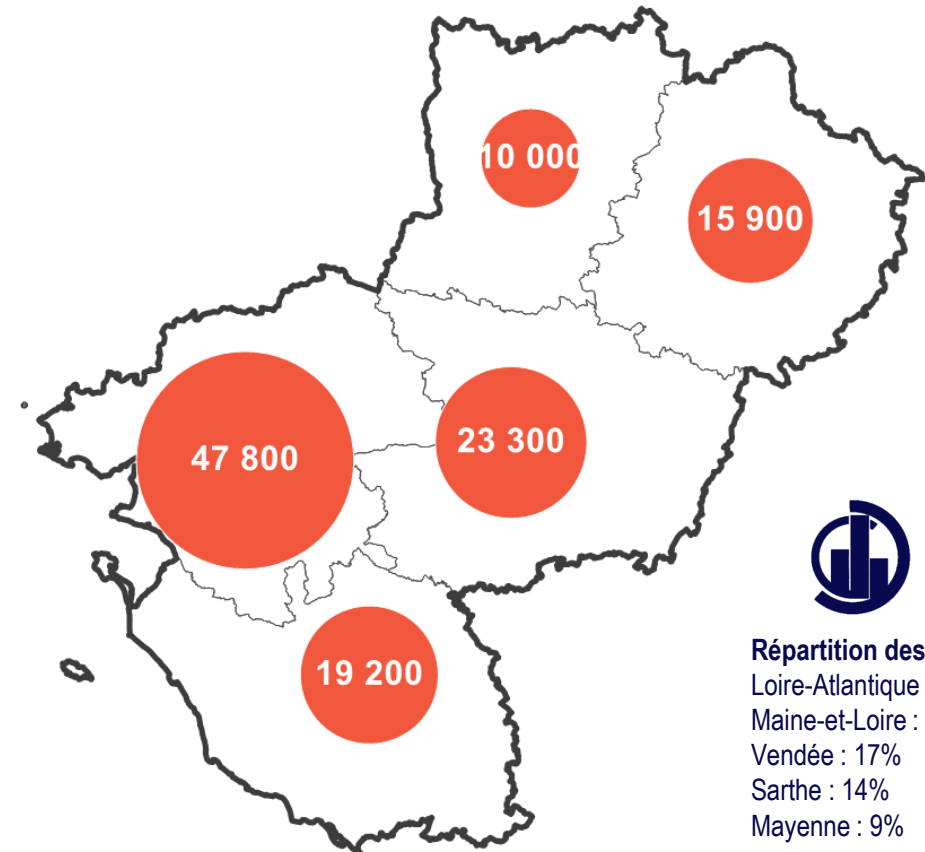 10 000
15 900
47 800
23 300
19 200
Répartition des
Loire-Atlantique
Maine-et-Loire :
Vendée : 17%
Sarthe : 14%
Mayenne : 9%